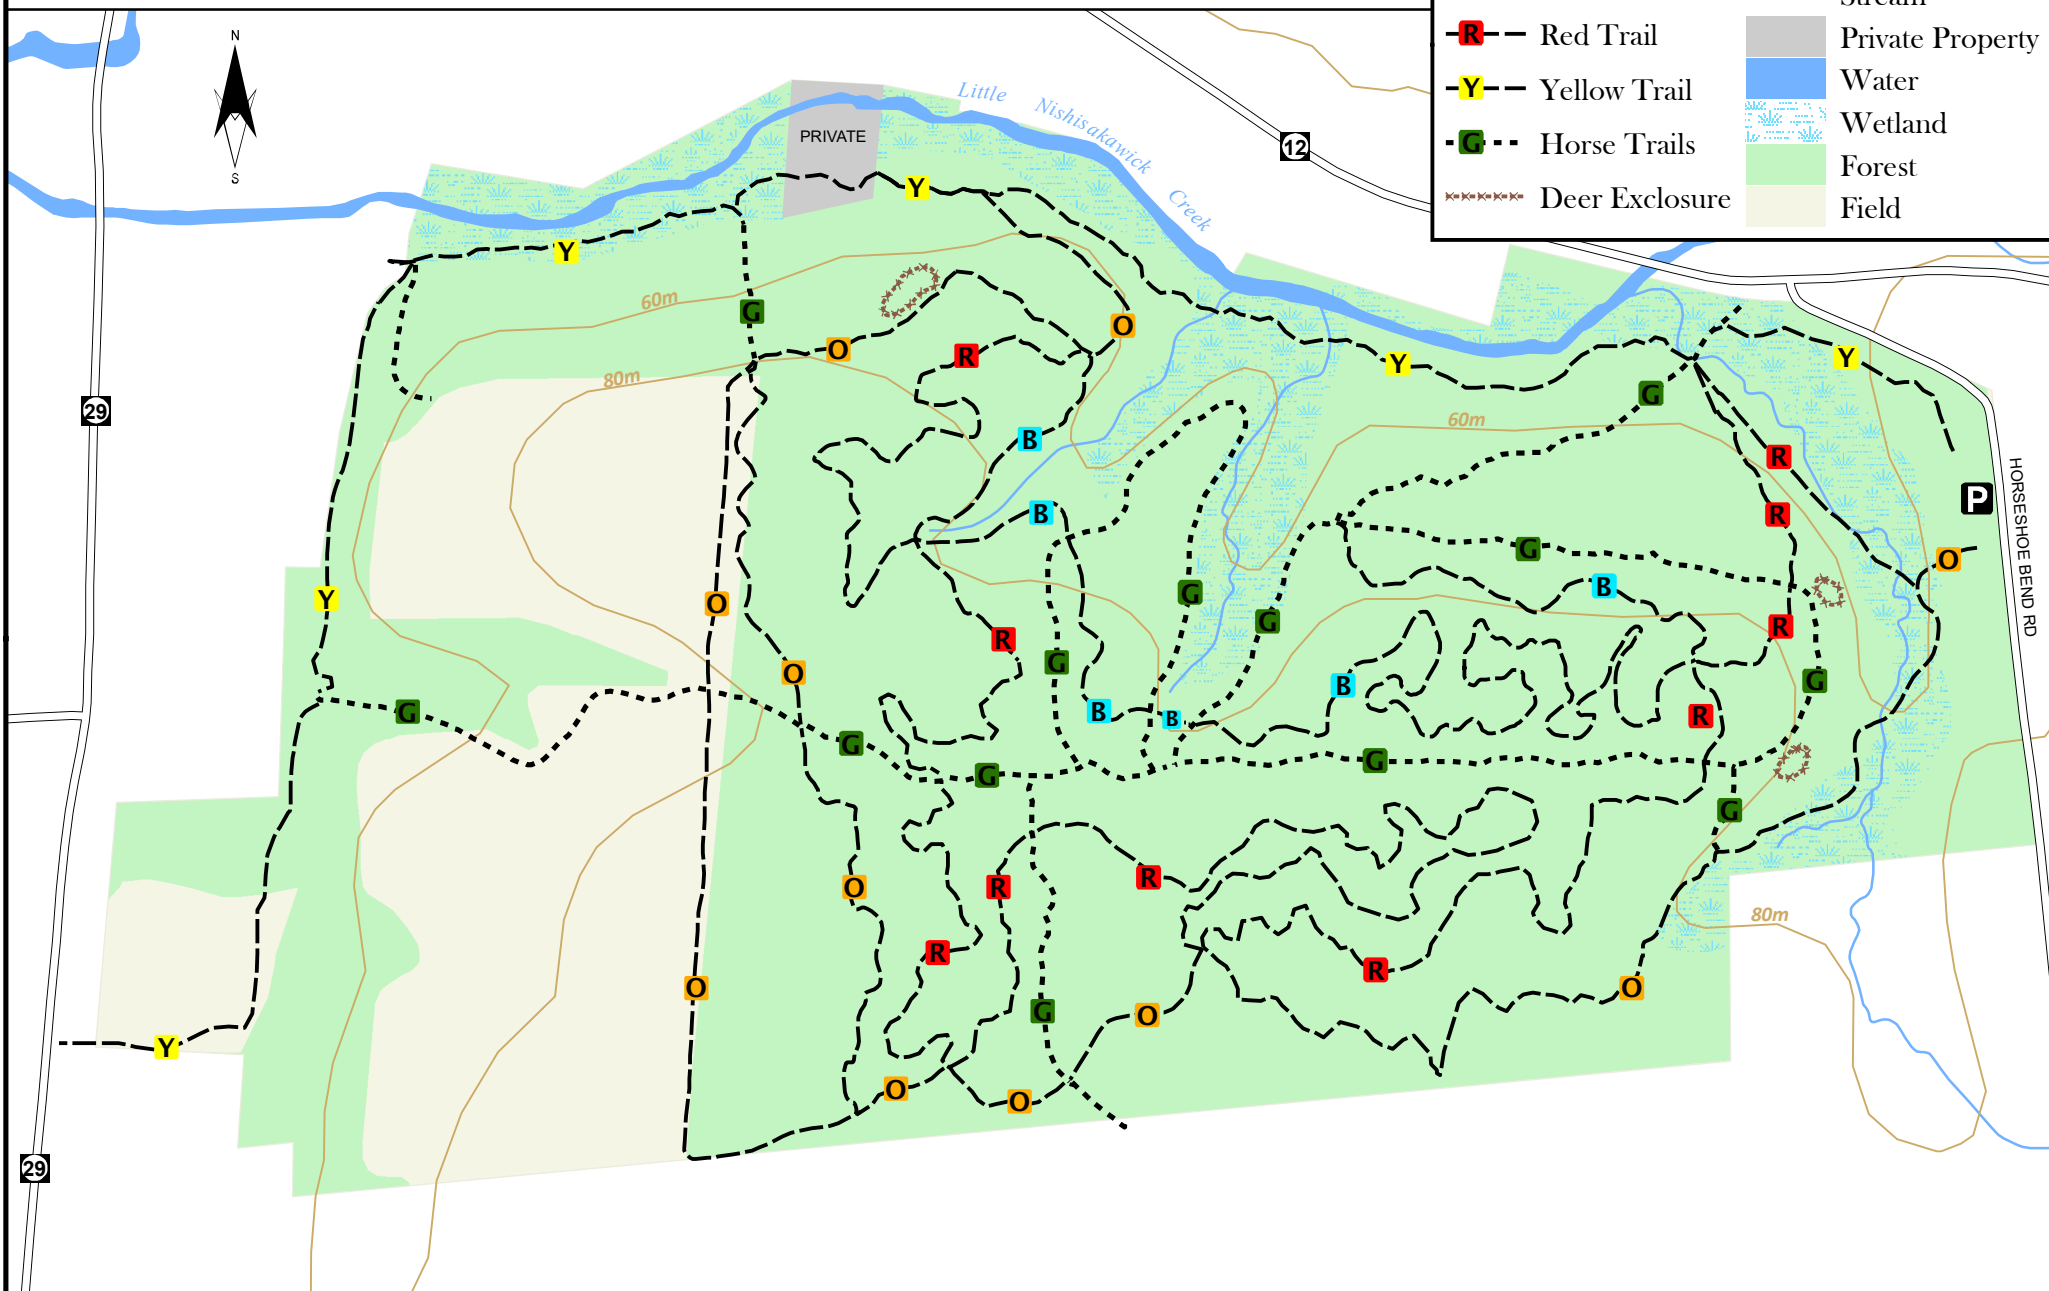 Stream
R Red Trail
Private Property
Y Yellow Trail
Water
G Horse Trails
Wetland
Deer Exclosure
Forest
Field
N
S
PRIVATE
Little Nishisakawick Creek
12
Y
Y
60m
G
O
O
R
Y
Y
80m
G
29
60m
B
R
B
R
P
HORSESHOE BEND RD
G
O
Y
O
G
G
B
R
R
G
O
G
B
G
G
B
B
R
G
G
G
G
R
O
R
80m
R
R
O
O
G
O
Y
O
O
29